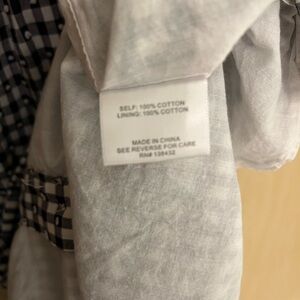 SELF: 100% COTTON
LINING: 100% COTTON
MADE IN CHINA
SEE REVERSE FOR CARE
RN# 138432